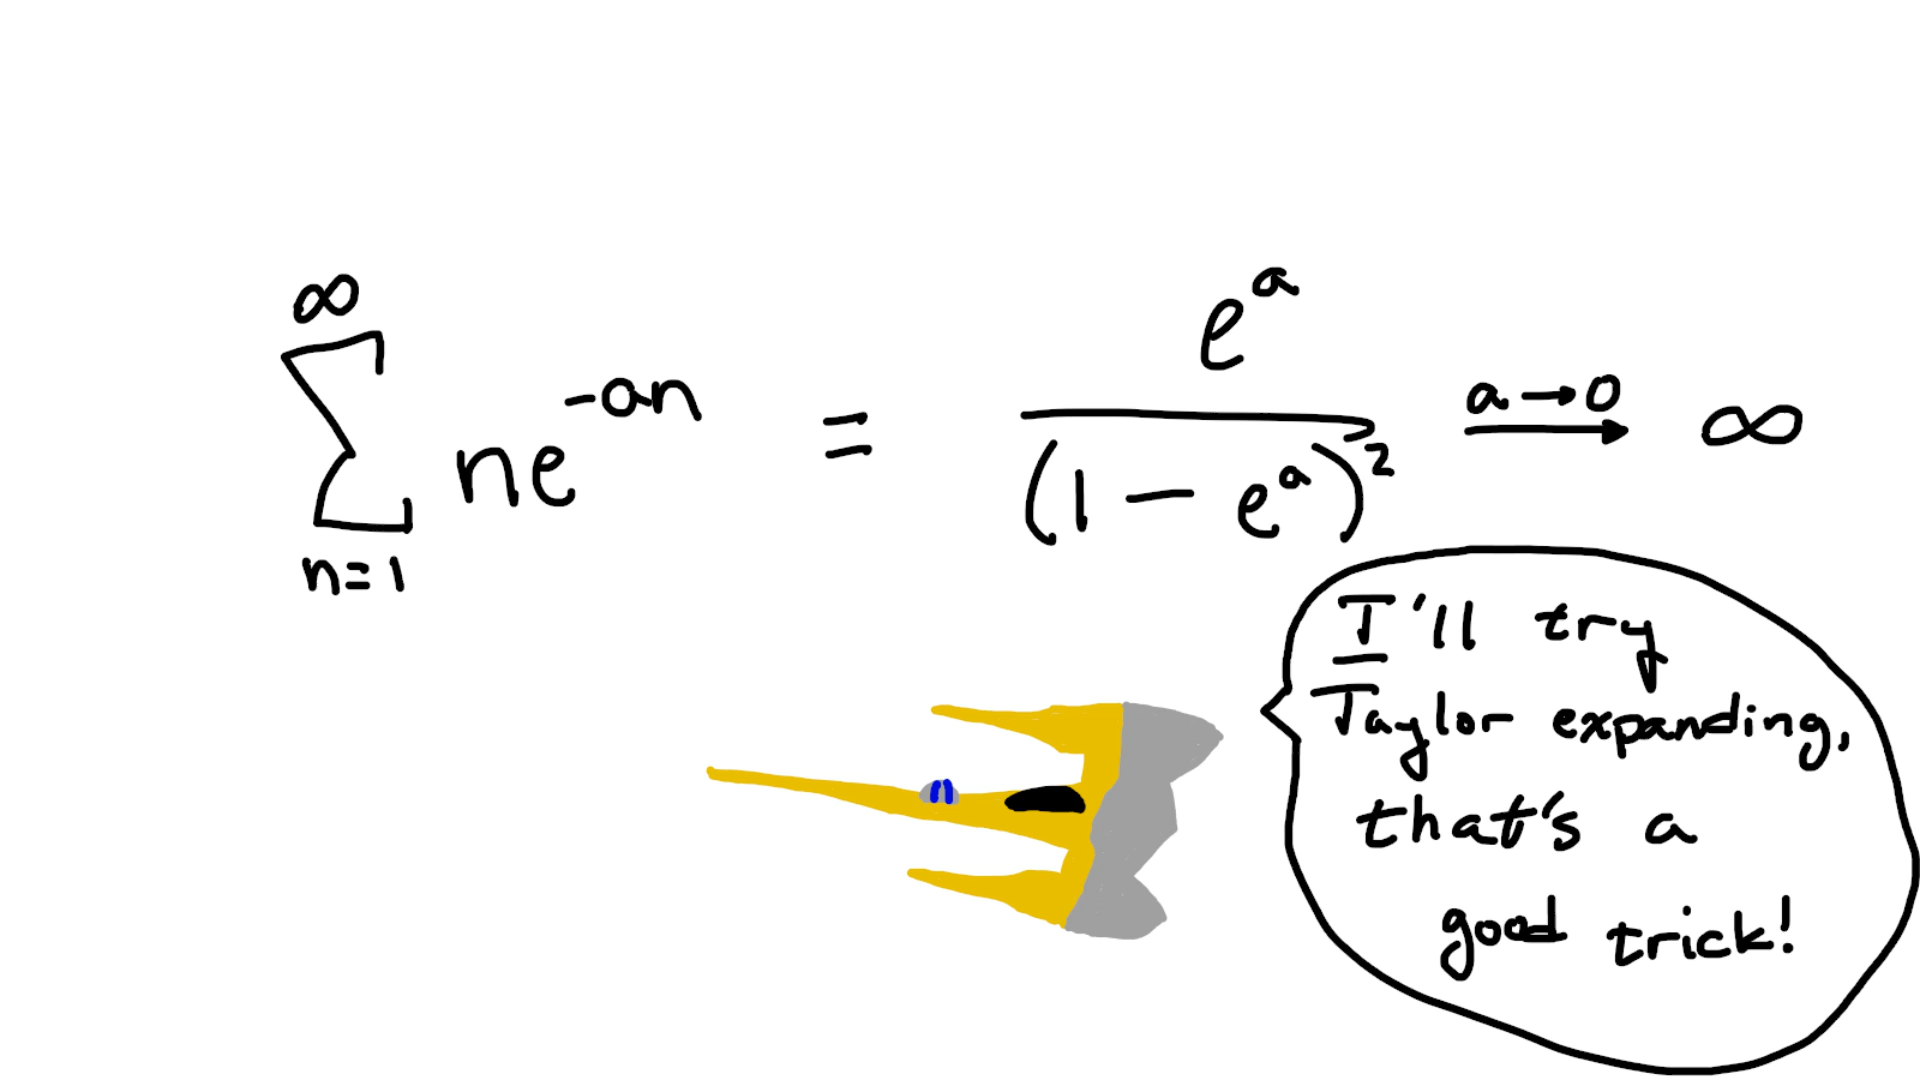 ∞
∑ ne^{-an} = e^a / (1 - e^a)^2 a→0 ∞
n=1
I'll try
Taylor expanding,
that's a
good trick!